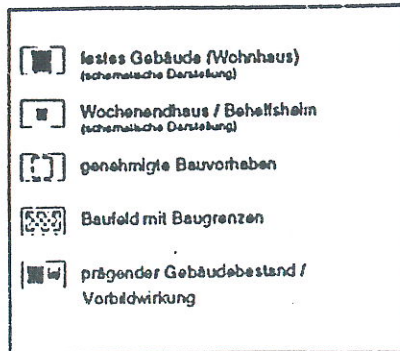 festes Gebäude (Wohnhaus)
(schematische Darstellung)
Wochenendhaus / Behelfsheim
(schematische Darstellung)
genehmigte Bauvorhaben
Baufeld mit Baugrenzen
prägender Gebäudebestand /
Vorbildwirkung